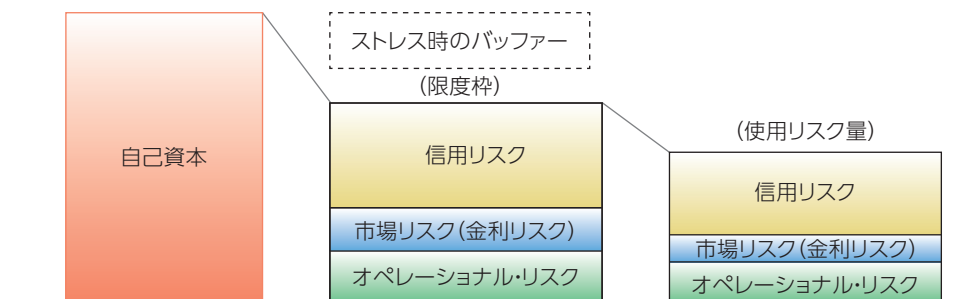 自己資本
ストレス時のバッファー
(限度枠)
信用リスク
市場リスク(金利リスク)
オペレーショナル・リスク
(使用リスク量)
信用リスク
市場リスク(金利リスク)
オペレーショナル・リスク